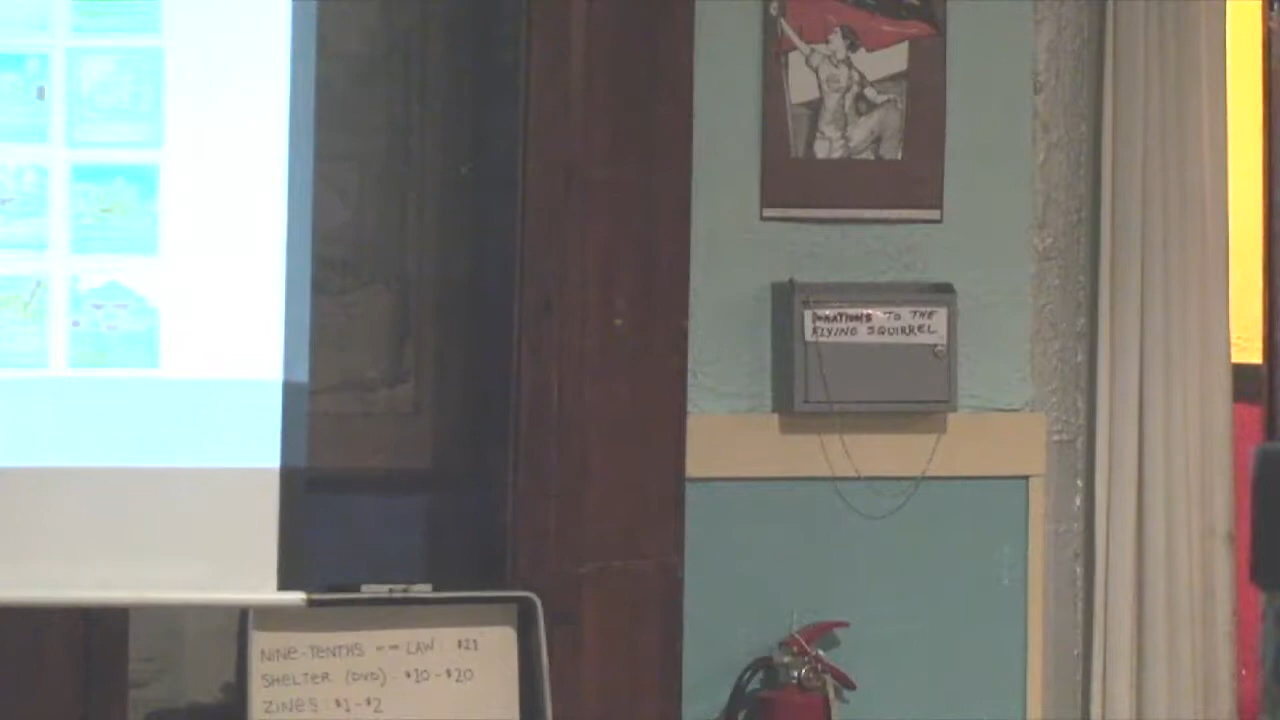 DONATIONS TO THE
FLYING SQUIRREL
NINE-TENTHS == LAW: $21
SHELTER (DVD) - $10-$20
ZINES: $1-$2